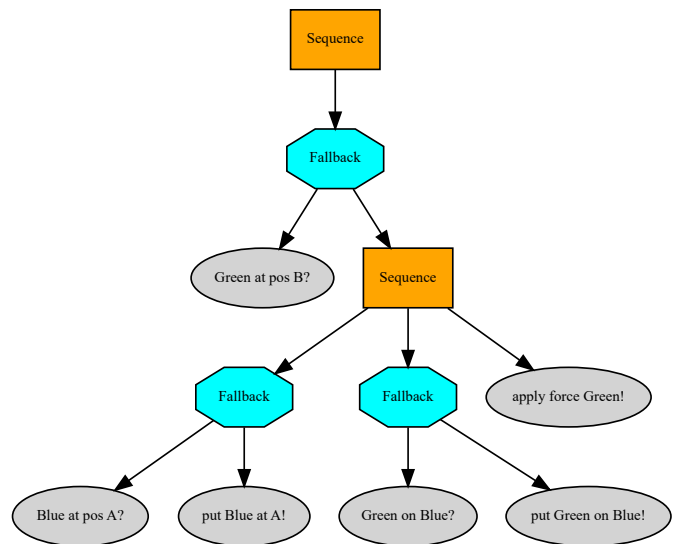 Sequence
Fallback
Green at pos B?
Sequence
Fallback
Fallback
apply force Green!
Blue at pos A?
put Blue at A!
Green on Blue?
put Green on Blue!